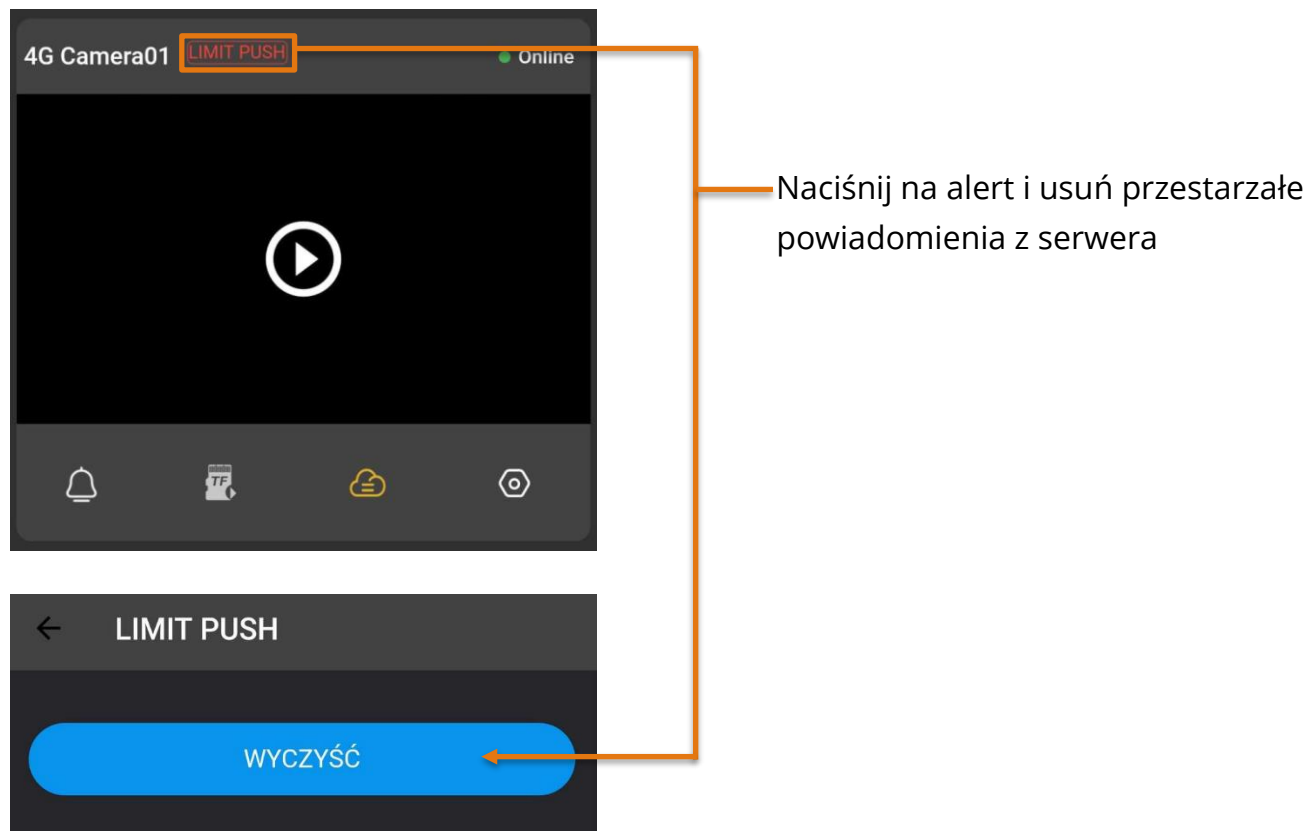 4G Camera01 LIMIT PUSH Online
Naciśnij na alert i usuń przestarzałe
powiadomienia z serwera
TF
LIMIT PUSH
WYCZYŚĆ